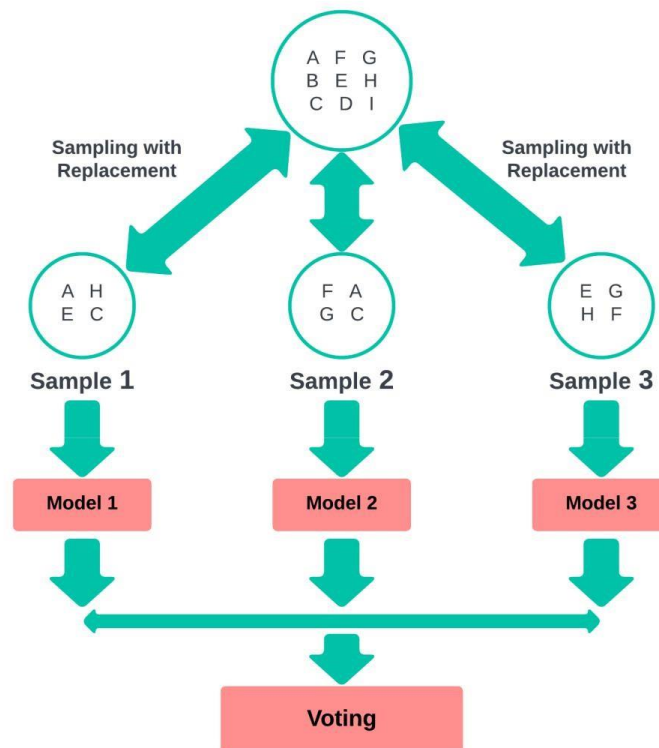 A F G
B E H
C D I
Sampling with
Replacement
Sampling with
Replacement
A H
E C
F A
G C
E G
H F
Sample 1
Sample 2
Sample 3
Model 1
Model 2
Model 3
Voting